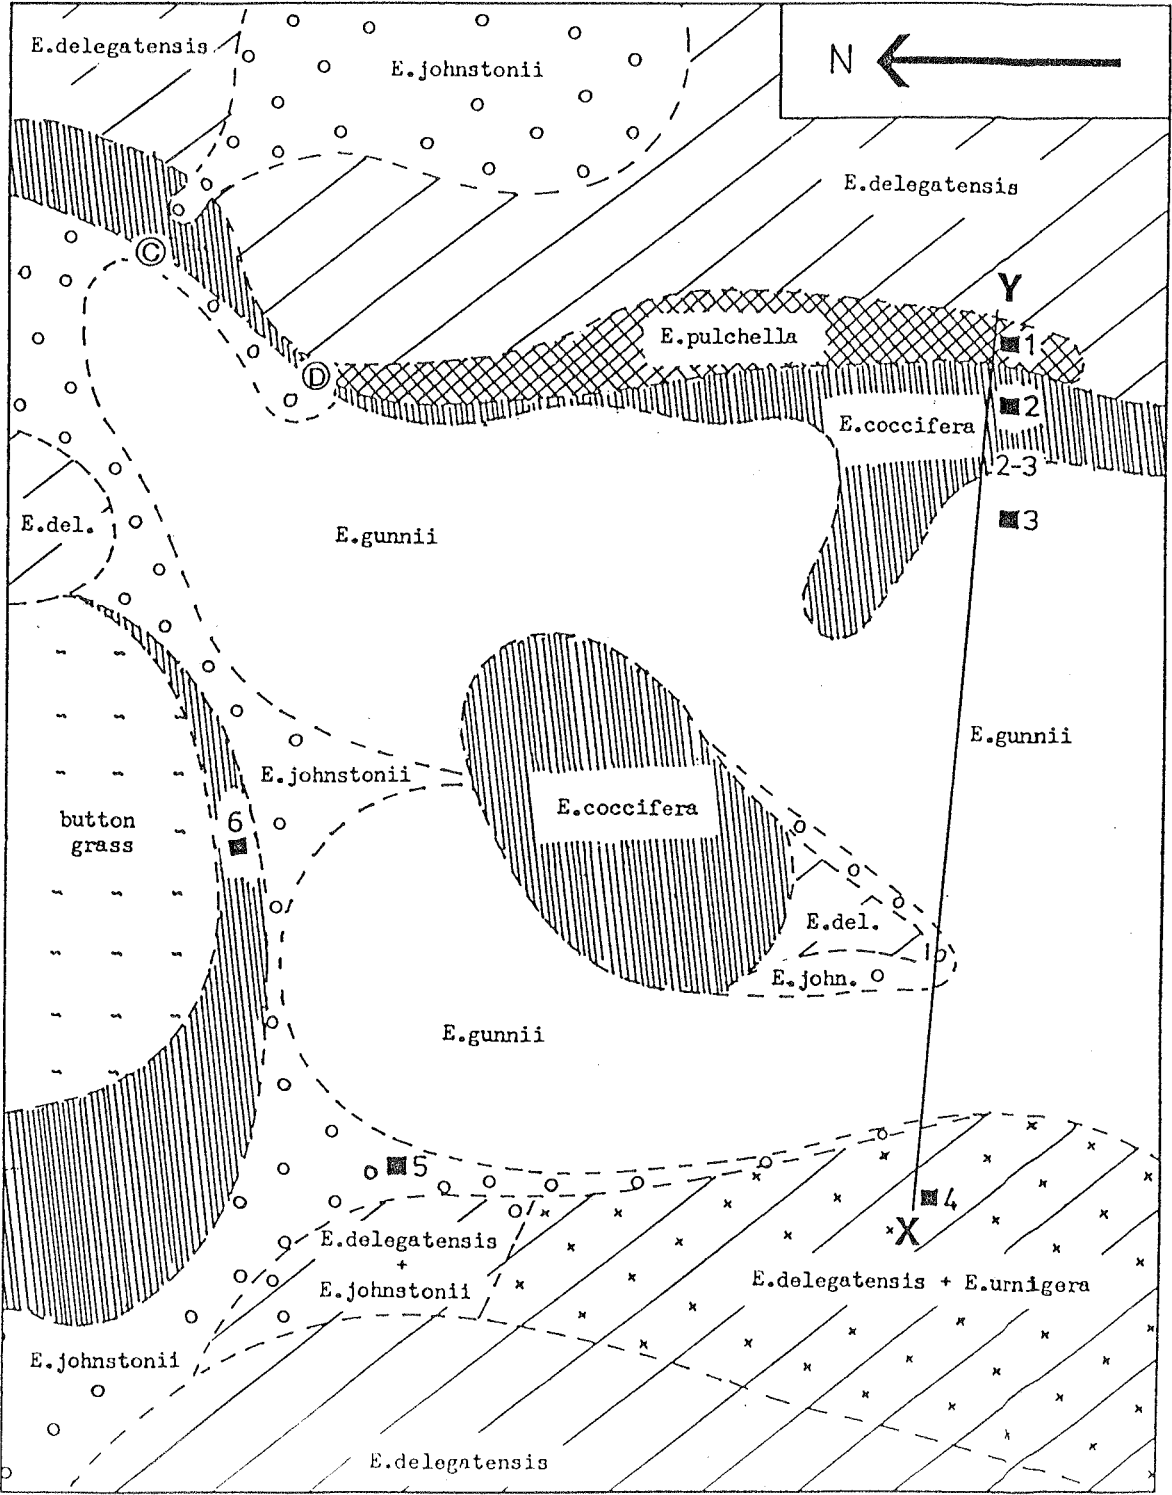 E.delegatensis
E.johnstonii
N
E.delegatensis
C
Y
E.pulchella
1
D
2
E.coccifera
2-3
3
E.del.
E.gunnii
E.gunnii
E.johnstonii
E.coccifera
button
grass
6
E.del.
E.john.
E.gunnii
5
4
X
E.delegatensis
+
E.johnstonii
E.delegatensis + E.urnigera
E.johnstonii
E.delegatensis